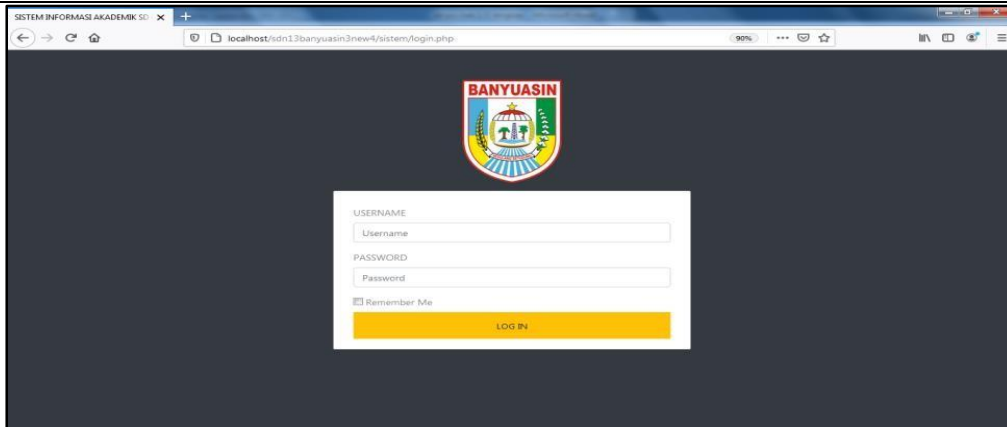 SISTEM INFORMASI AKADEMIK SD
localhost/sdn13banyuasin3new4/sistem/login.php
90%
BANYUASIN
USERNAME
Username
PASSWORD
Password
Remember Me
LOG IN